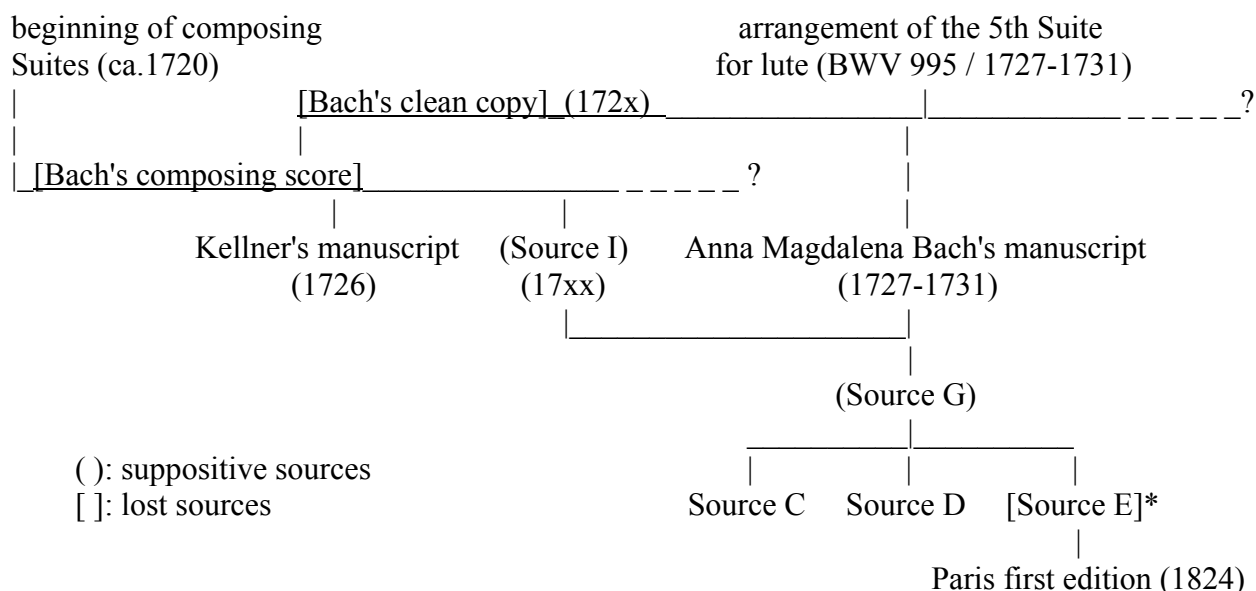 beginning of composing arrangement of the 5th Suite
Suites (ca.1720) for lute (BWV 995 / 1727-1731)
[Bach's clean copy] (172x) ?
[Bach's composing score] ?
Kellner's manuscript (Source I) Anna Magdalena Bach's manuscript
(1726) (17xx) (1727-1731)
(Source G)
( ): suppositive sources
[ ]: lost sources Source C Source D [Source E]*
Paris first edition (1824)